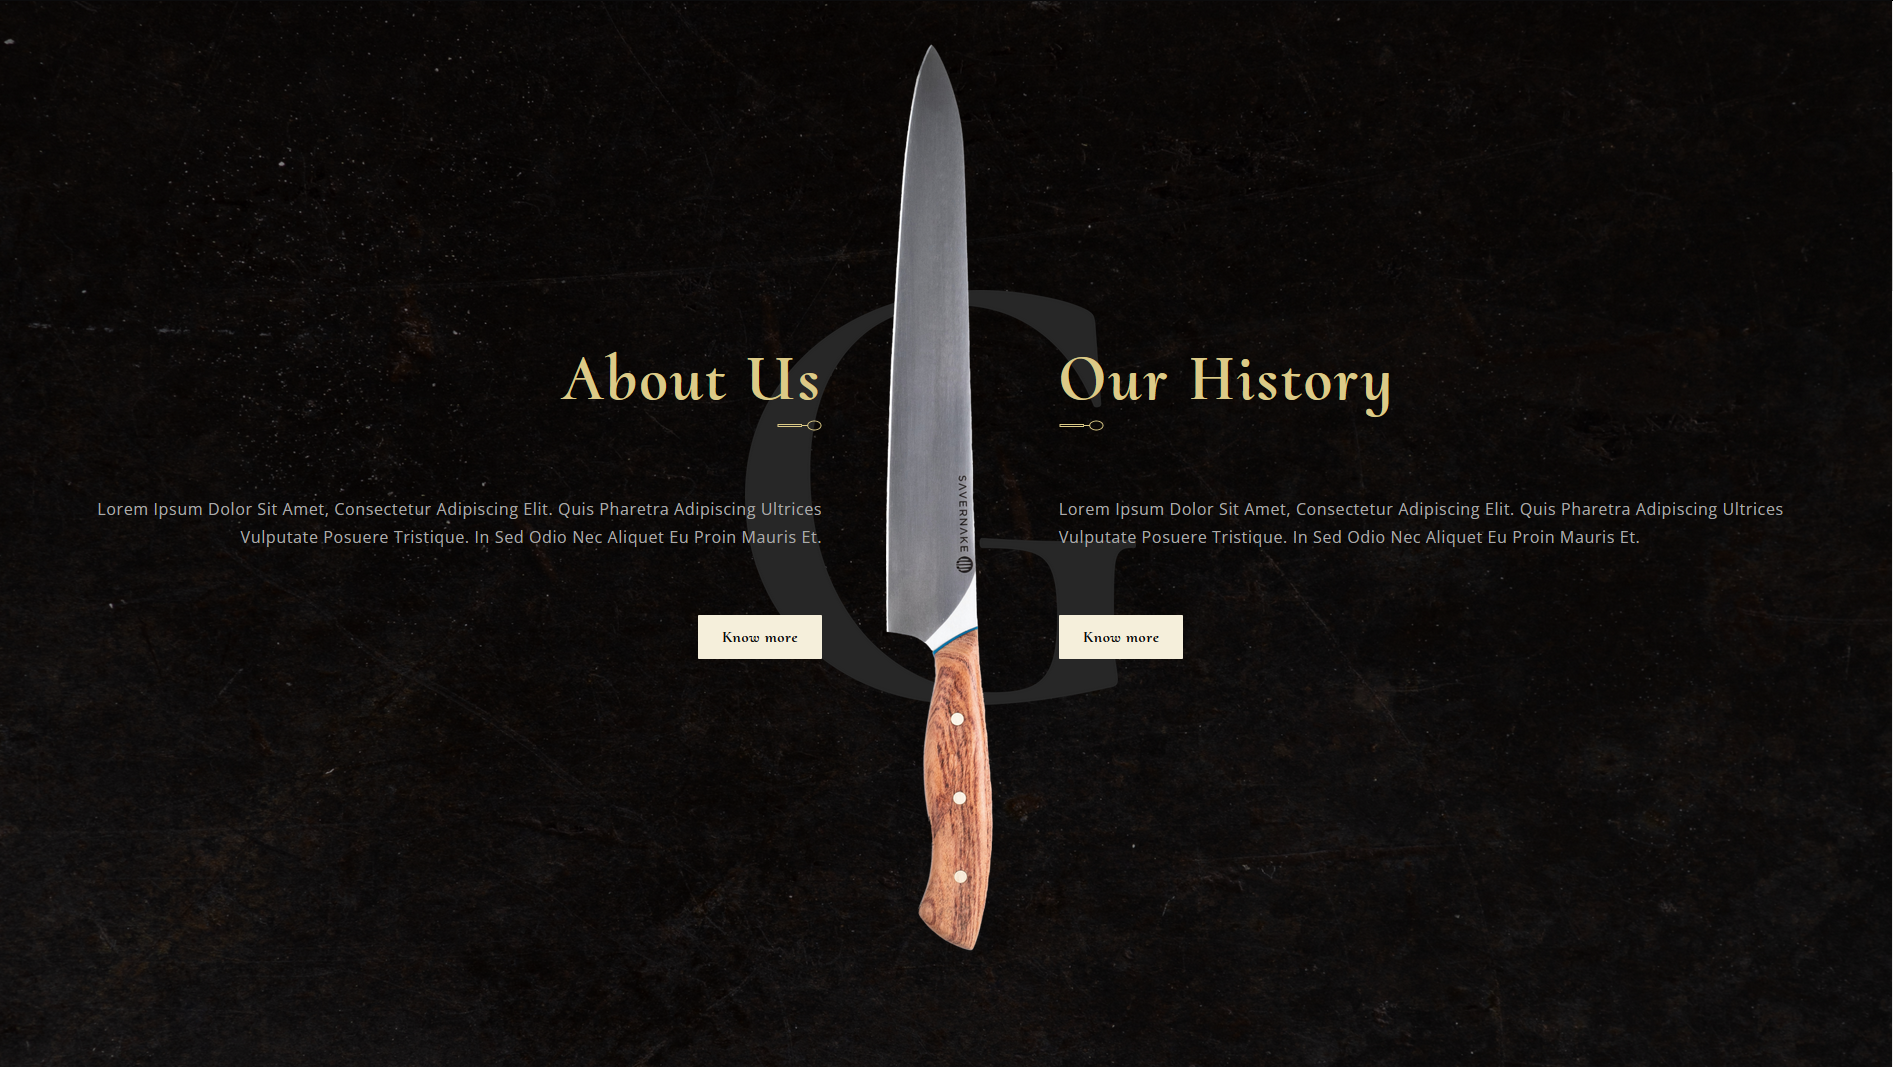 About Us
Lorem Ipsum Dolor Sit Amet, Consectetur Adipiscing Elit. Quis Pharetra Adipiscing Ultrices
Vulputate Posuere Tristique. In Sed Odio Nec Aliquet Eu Proin Mauris Et.
Know more
G
SAVERNAKE
Our History
Lorem Ipsum Dolor Sit Amet, Consectetur Adipiscing Elit. Quis Pharetra Adipiscing Ultrices
Vulputate Posuere Tristique. In Sed Odio Nec Aliquet Eu Proin Mauris Et.
Know more